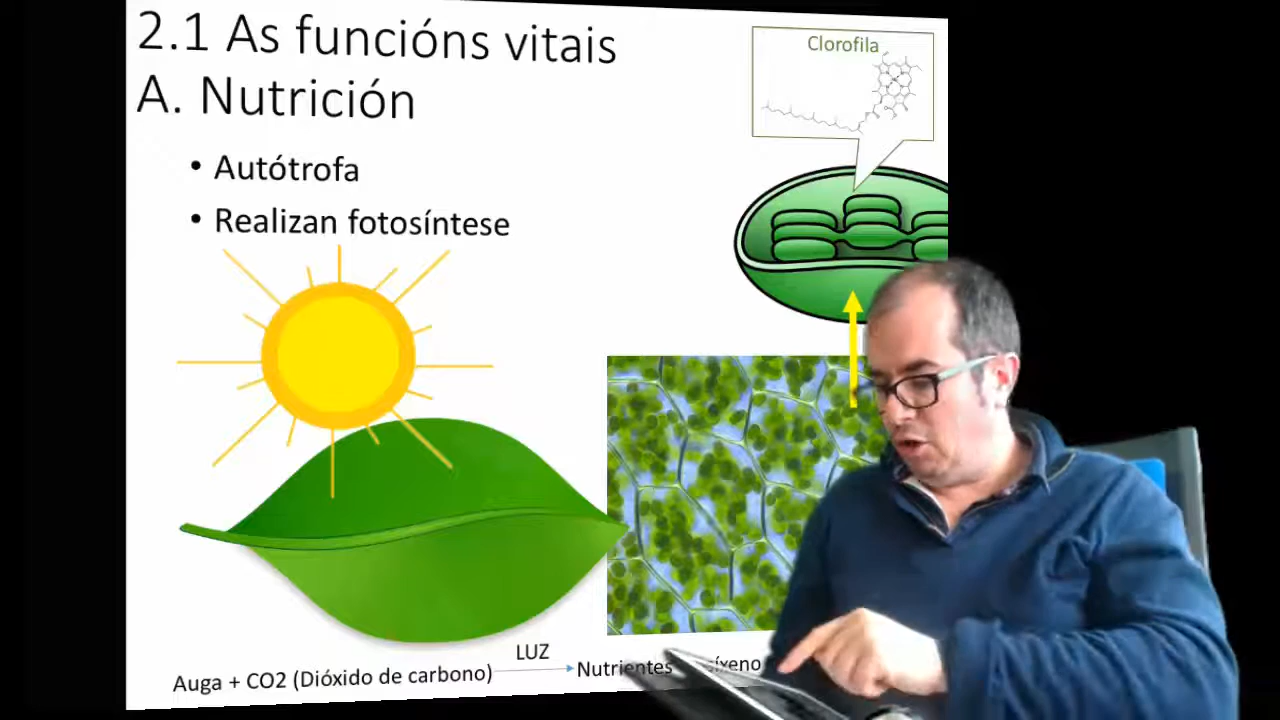 2.1 As funcións vitais
A. Nutrición
• Autótrofa
• Realizan fotosíntese
Clorofila
LUZ
Auga + CO2 (Dióxido de carbono)
Nutrientes